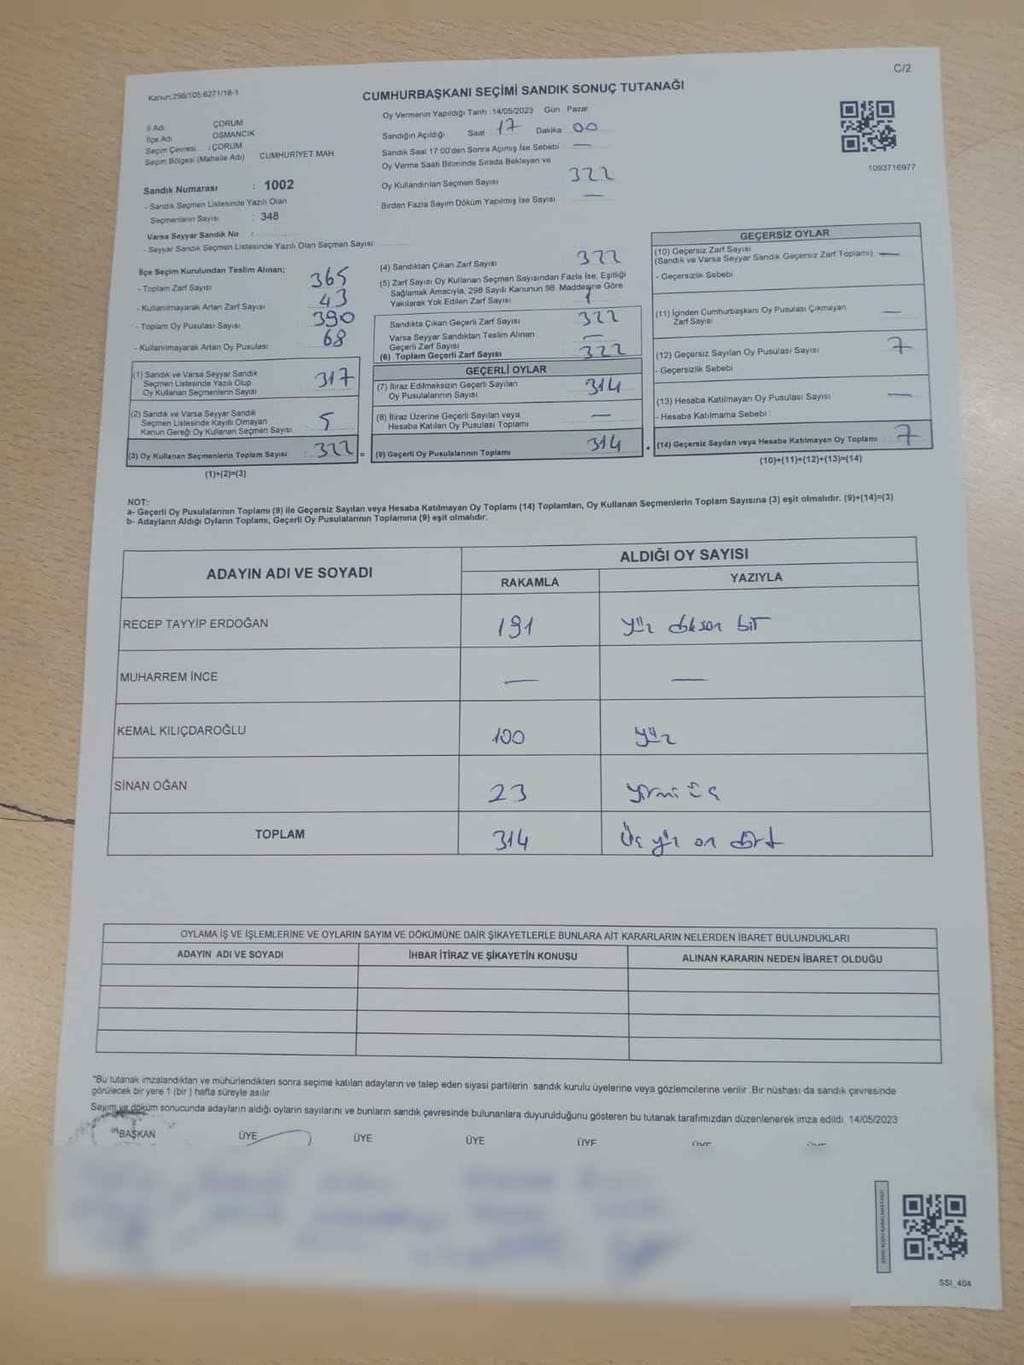 C/2
Kanun:298/105,6271/18-1
CUMHURBAŞKANI SEÇİMİ SANDIK SONUÇ TUTANAĞI
İl Adı ÇORUM
İlçe Adı OSMANCIK
Seçim Çevresi : ÇORUM
Seçim Bölgesi (Mahalle Adı) CUMHURİYET MAH
Sandık Numarası : 1002
- Sandık Seçmen Listesinde Yazılı Olan
Seçmenlerin Sayısı : 348
Varsa Seyyar Sandık No :
- Seyyar Sandık Seçmen Listesinde Yazılı Olan Seçmen Sayısı:
Oy Vermenin Yapıldığı Tarih 14/05/2023 Gün Pazar
Sandığın Açıldığı Saat 17 Dakika 00
Sandık Saat 17:00'den Sonra Açımış İse Sebebi —
Oy Verme Saati Bitiminde Sırada Bekleyen ve
Oy Kullandırılan Seçmen Sayısı 322
Birden Fazla Sayım Döküm Yapılmış İse Sayısı —
1093716977
İlçe Seçim Kurulundan Teslim Alınan;
- Toplam Zarf Sayısı 365
- Kullanılmayarak Artan Zarf Sayısı 43
- Toplam Oy Pusulası Sayısı 390
- Kullanılmayarak Artan Oy Pusulası 68
(1) Sandık ve Varsa Seyyar Sandık
Seçmen Listesinde Yazılı Olup
Oy Kullanan Seçmenlerin Sayısı 317
(2) Sandık ve Varsa Seyyar Sandık
Seçmen Listesinde Kayıtlı Olmayan
Kanun Gereği Oy Kullanan Seçmen Sayısı 5
(3) Oy Kullanan Seçmenlerin Toplam Sayısı 322 =
(1)+(2)=(3)
(4) Sandıktan Çıkan Zarf Sayısı 322
(5) Zarf Sayısı Oy Kullanan Seçmen Sayısından Fazla İse, Eşitliği
Sağlamak Amacıyla, 298 Sayılı Kanunun 98. Maddesine Göre
Yakılarak Yok Edilen Zarf Sayısı
Sandıkta Çıkan Geçerli Zarf Sayısı 322
Varsa Seyyar Sandıktan Teslim Alınan
Geçerli Zarf Sayısı —
(6) Toplam Geçerli Zarf Sayısı 322
GEÇERLİ OYLAR
(7) İtiraz Edilmeksizin Geçerli Sayılan
Oy Pusulalarının Sayısı 314
(8) İtiraz Üzerine Geçerli Sayılan veya
Hesaba Katılan Oy Pusulası Toplamı —
(9) Geçerli Oy Pusulalarının Toplamı 314 +
GEÇERSİZ OYLAR
(10) Geçersiz Zarf Sayısı
(Sandık ve Varsa Seyyar Sandık Geçersiz Zarf Toplamı) —
- Geçersizlik Sebebi
(11) İçinden Cumhurbaşkanı Oy Pusulası Çıkmayan
Zarf Sayısı —
(12) Geçersiz Sayılan Oy Pusulası Sayısı 7
- Geçersizlik Sebebi
(13) Hesaba Katılmayan Oy Pusulası Sayısı —
- Hesaba Katılmama Sebebi
(14) Geçersiz Sayılan veya Hesaba Katılmayan Oy Toplamı 7
(10)+(11)+(12)+(13)=(14)
NOT:
a- Geçerli Oy Pusulalarının Toplamı (9) ile Geçersiz Sayılan veya Hesaba Katılmayan Oy Toplamı (14) Toplamları, Oy Kullanan Seçmenlerin Toplam Sayısına (3) eşit olmalıdır. (9)+(14)=(3)
b- Adayların Aldığı Oyların Toplamı, Geçerli Oy Pusulalarının Toplamına (9) eşit olmalıdır.
ADAYIN ADI VE SOYADI ALDIĞI OY SAYISI
RAKAMLA YAZIYLA
RECEP TAYYİP ERDOĞAN 191 yüz doksan bir
MUHARREM İNCE — —
KEMAL KILIÇDAROĞLU 100 yüz
SİNAN OĞAN 23 yirmi üç
TOPLAM 314 Üç yüz on dört
OYLAMA İŞ VE İŞLEMLERİNE VE OYLARIN SAYIM VE DÖKÜMÜNE DAİR ŞİKAYETLERLE BUNLARA AİT KARARLARIN NELERDEN İBARET BULUNDUKLARI
ADAYIN ADI VE SOYADI İHBAR İTİRAZ VE ŞİKAYETİN KONUSU ALINAN KARARIN NEDEN İBARET OLDUĞU
"Bu tutanak imzalandıktan ve mühürlendikten sonra seçime katılan adayların ve talep eden siyasi partilerin sandık kurulu üyelerine veya gözlemcilerine verilir. Bir nüshası da sandık çevresinde
görülecek bir yere 1 (bir) hafta süreyle asılır
Sayım ve döküm sonucunda adayların aldığı oyların sayılarını ve bunların sandık çevresinde bulunanlara duyurulduğunu gösteren bu tutanak tarafımızdan düzenlenerek imza edildi. 14/05/2023
BAŞKAN ÜYE ÜYE ÜYE ÜYE ÜYE ÜYE
SSI_404